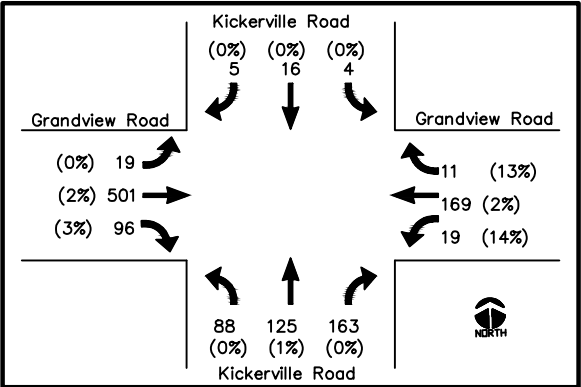 Kickerville Road
(0%) (0%) (0%)
5 16 4
Grandview Road
Grandview Road
(0%) 19
(2%) 501
(3%) 96
11 (13%)
169 (2%)
19 (14%)
88 125 163
(0%) (1%) (0%)
Kickerville Road
NORTH